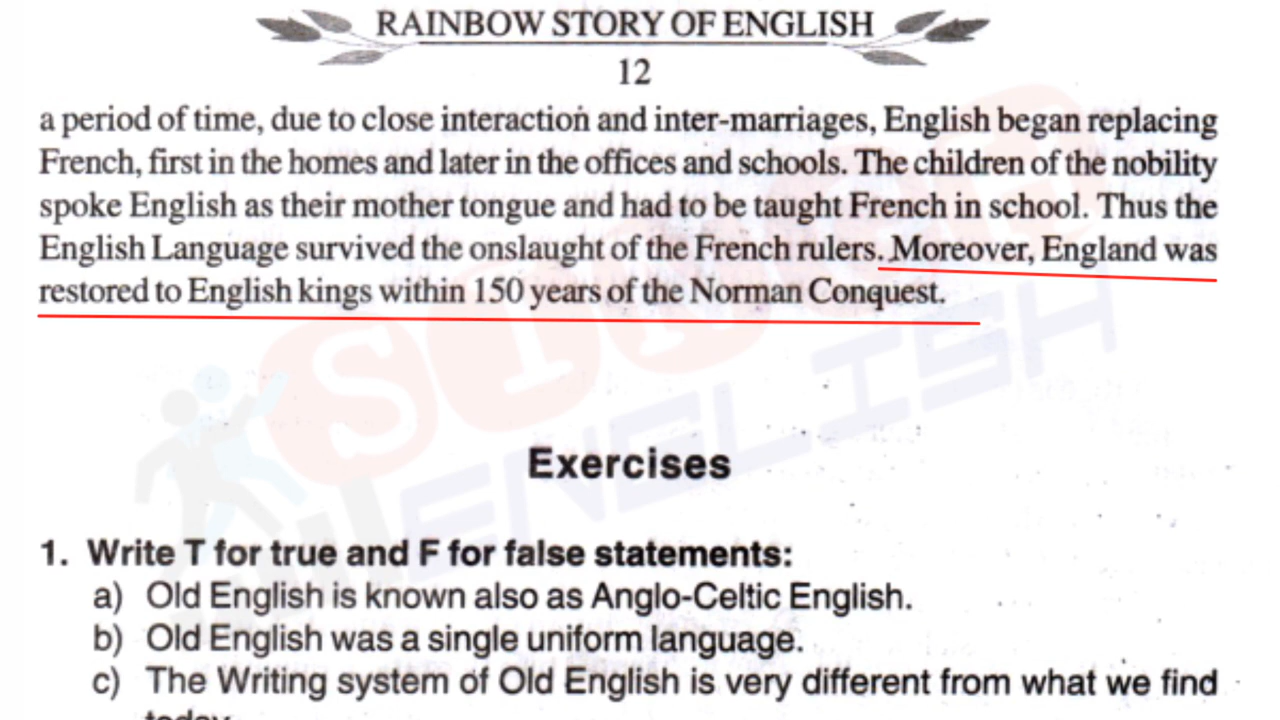 RAINBOW STORY OF ENGLISH
12
a period of time, due to close interaction and inter-marriages, English began replacing
French, first in the homes and later in the offices and schools. The children of the nobility
spoke English as their mother tongue and had to be taught French in school. Thus the
English Language survived the onslaught of the French rulers. Moreover, England was
restored to English kings within 150 years of the Norman Conquest.
SINGH
ENGLISH
Exercises
1. Write T for true and F for false statements:
a) Old English is known also as Anglo-Celtic English.
b) Old English was a single uniform language.
c) The Writing system of Old English is very different from what we find
today.